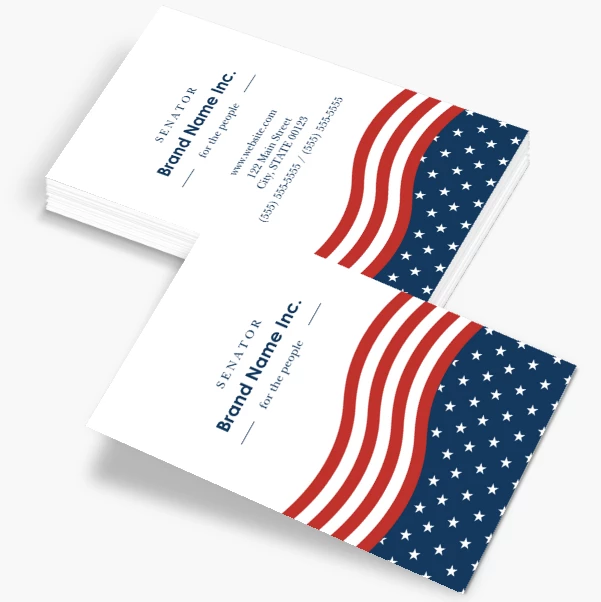 SENATOR
Brand Name Inc.
for the people
www.website.com
122 Main Street
City, STATE 00123
(555) 555-5555 / (555) 555-5555
SENATOR
Brand Name Inc.
for the people